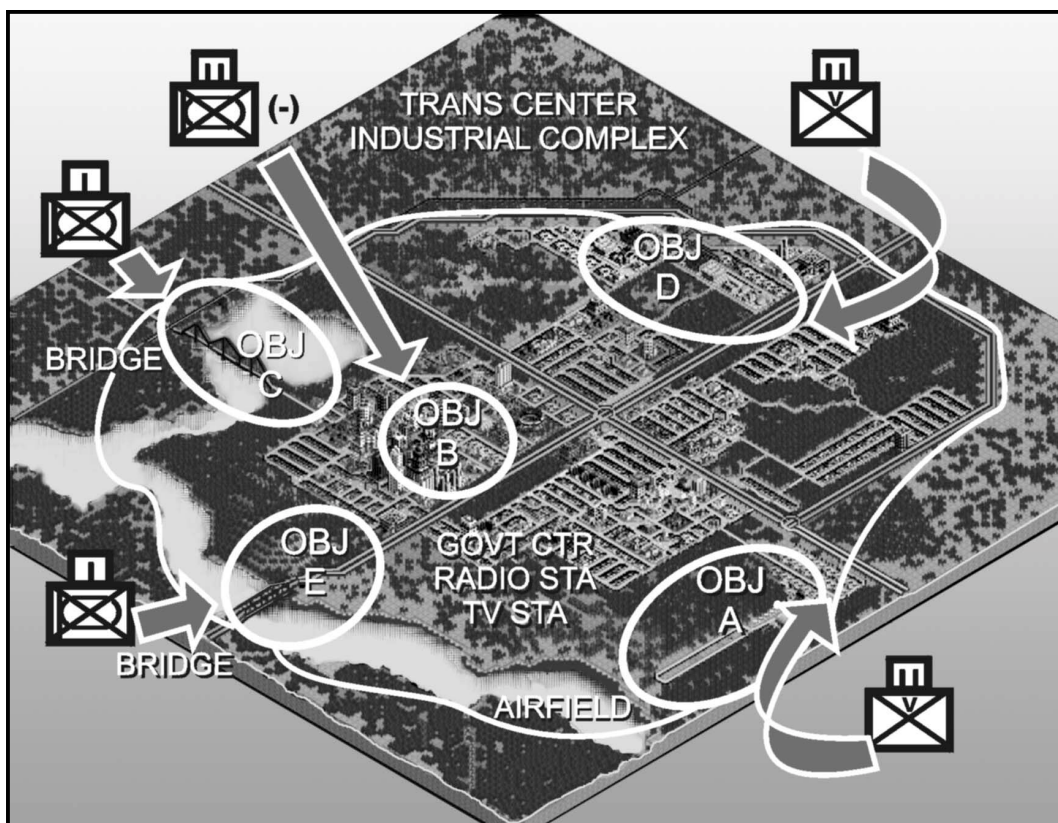 (-)
TRANS CENTER
INDUSTRIAL COMPLEX
V
OBJ
D
BRIDGE
OBJ
C
OBJ
B
OBJ
E
GOVT CTR
RADIO STA
TV STA
OBJ
A
BRIDGE
AIRFIELD
V